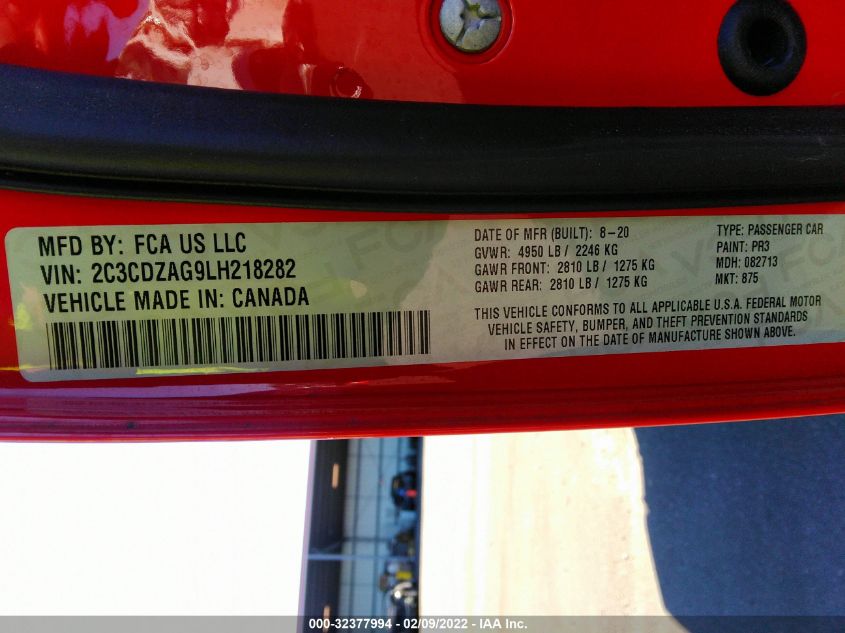 MFD BY: FCA US LLC
VIN: 2C3CDZAG9LH218282
VEHICLE MADE IN: CANADA
DATE OF MFR (BUILT): 8-20
GVWR: 4950 LB / 2246 KG
GAWR FRONT: 2810 LB / 1275 KG
GAWR REAR: 2810 LB / 1275 KG
TYPE: PASSENGER CAR
PAINT: PR3
MDH: 082713
MKT: 875
THIS VEHICLE CONFORMS TO ALL APPLICABLE U.S.A. FEDERAL MOTOR
VEHICLE SAFETY, BUMPER, AND THEFT PREVENTION STANDARDS
IN EFFECT ON THE DATE OF MANUFACTURE SHOWN ABOVE.
000-32377994 - 02/09/2022 - IAA Inc.